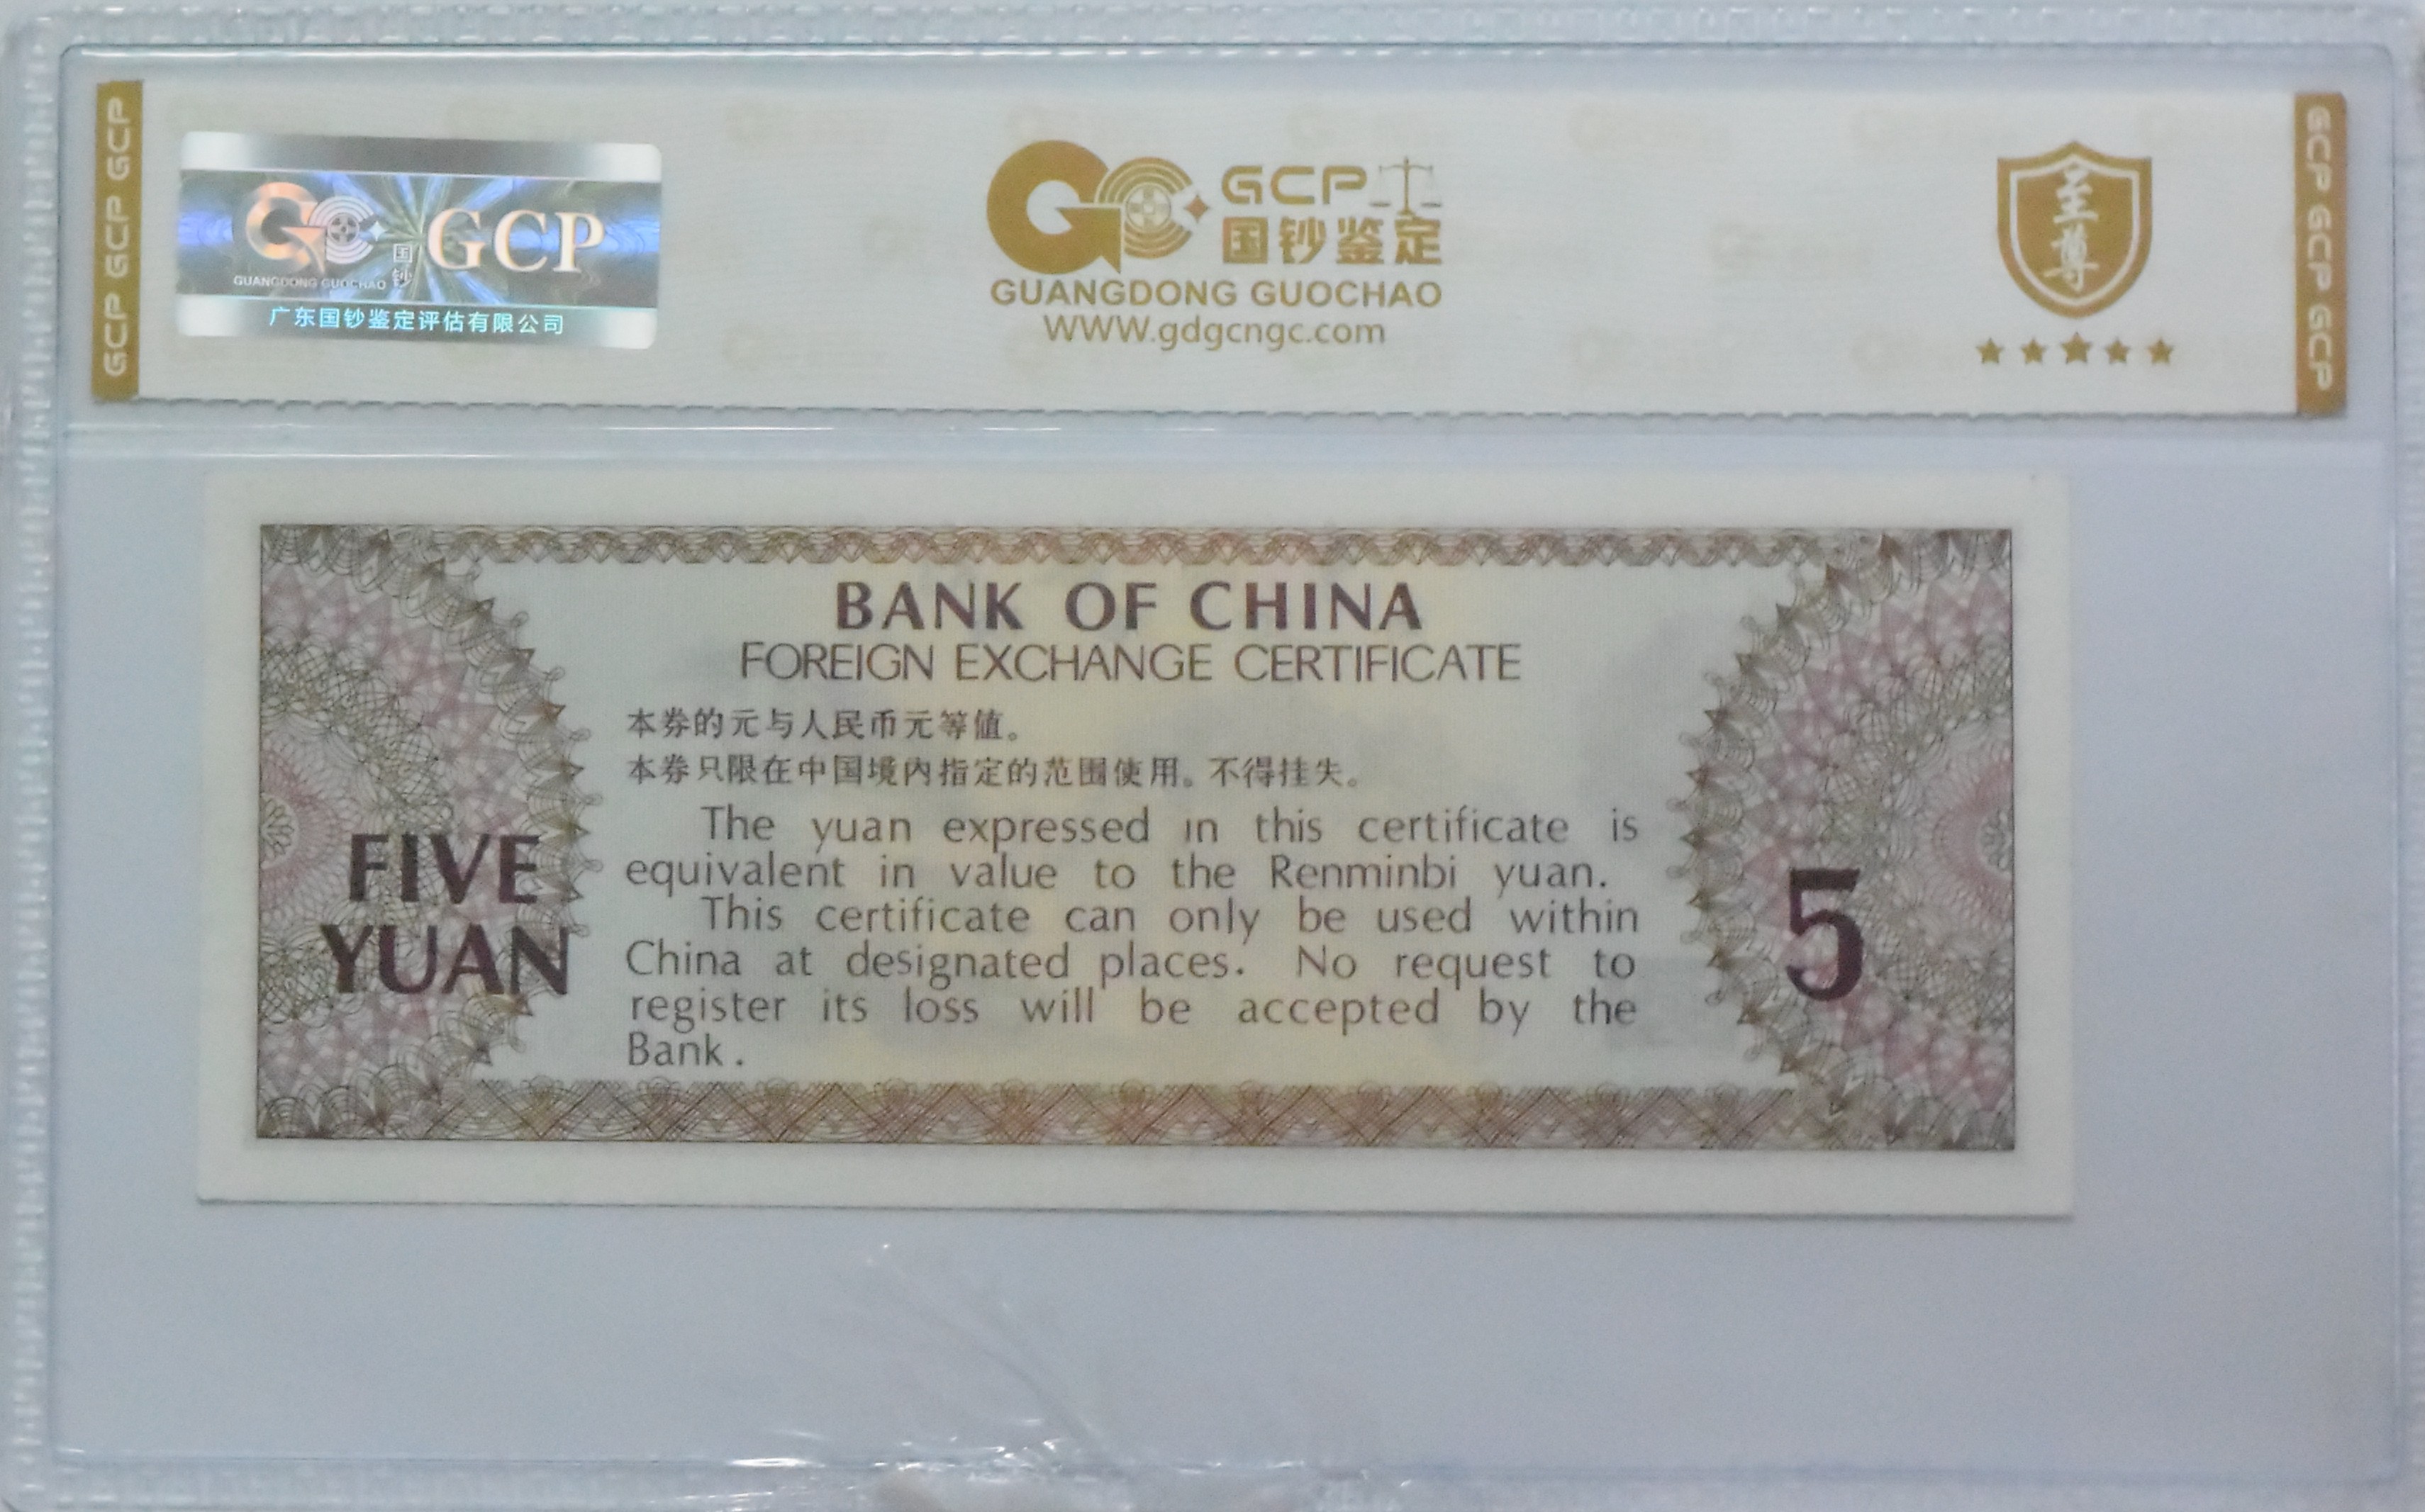 GCP GCP GCP
GUANGDONG GUOCHAO
国钞
GCP
广东国钞鉴定评估有限公司
GCP
国钞鉴定
GUANGDONG GUOCHAO
WWW.gdgcngc.com
至尊
GCP GCP GCP
BANK OF CHINA
FOREIGN EXCHANGE CERTIFICATE
本券的元与人民币元等值。
本券只限在中国境内指定的范围使用。不得挂失。
The yuan expressed in this certificate is
equivalent in value to the Renminbi yuan.
This certificate can only be used within
China at designated places. No request to
register its loss will be accepted by the
Bank.
FIVE
YUAN
5